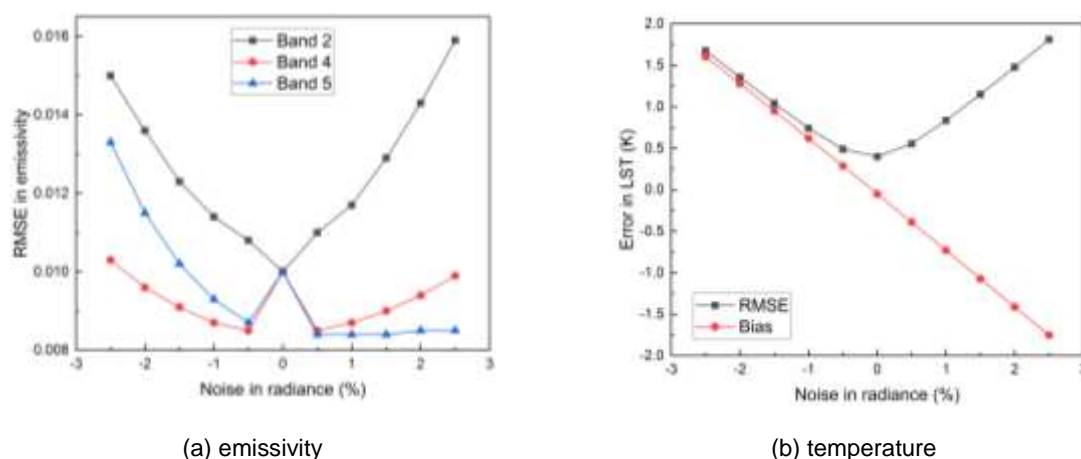 0.016
0.014
0.012
0.010
0.008
-3
-2
-1
0
1
2
3
RMSE in emissivity
Noise in radiance (%)
Band 2
Band 4
Band 5
2.0
1.5
1.0
0.5
0.0
-0.5
-1.0
-1.5
-2.0
-3
-2
-1
0
1
2
3
Error in LST (K)
Noise in radiance (%)
RMSE
Bias
(a) emissivity
(b) temperature